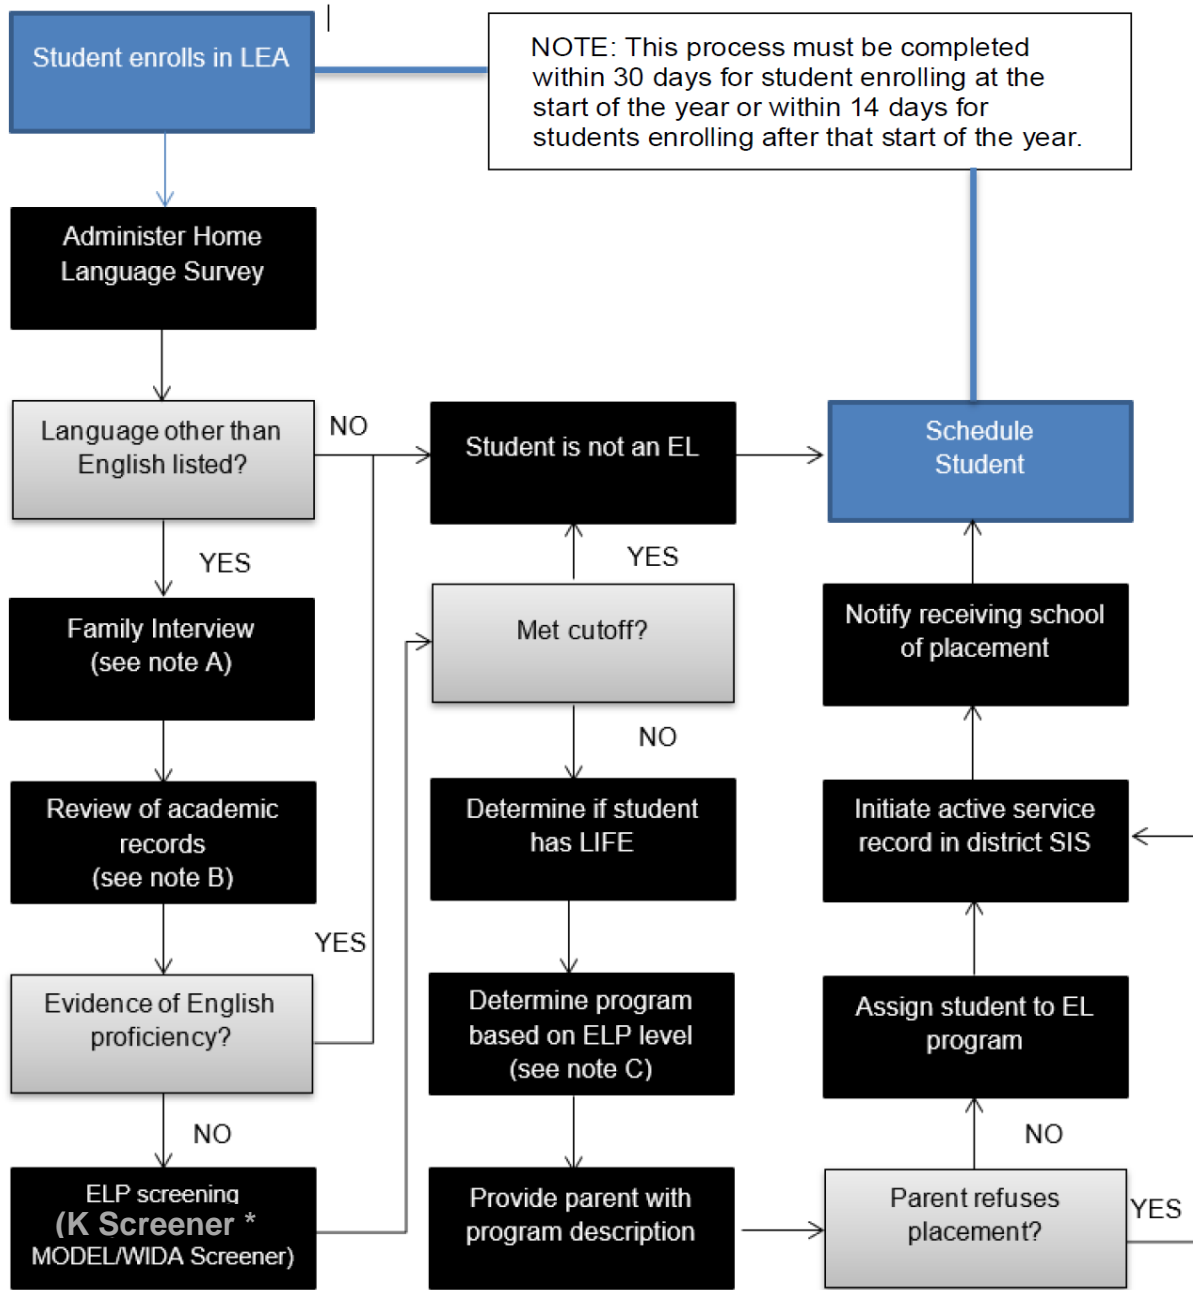 Student enrolls in LEA
NOTE: This process must be completed
within 30 days for student enrolling at the
start of the year or within 14 days for
students enrolling after that start of the year.
Administer Home
Language Survey
Language other than
English listed?
NO
Student is not an EL
Schedule
Student
YES
YES
Family Interview
(see note A)
Met cutoff?
Notify receiving school
of placement
NO
Review of academic
records
(see note B)
Determine if student
has LIFE
Initiate active service
record in district SIS
YES
Evidence of English
proficiency?
Determine program
based on ELP level
(see note C)
Assign student to EL
program
NO
NO
ELP screening
(K Screener *
MODEL/WIDA Screener)
Provide parent with
program description
Parent refuses
placement?
YES